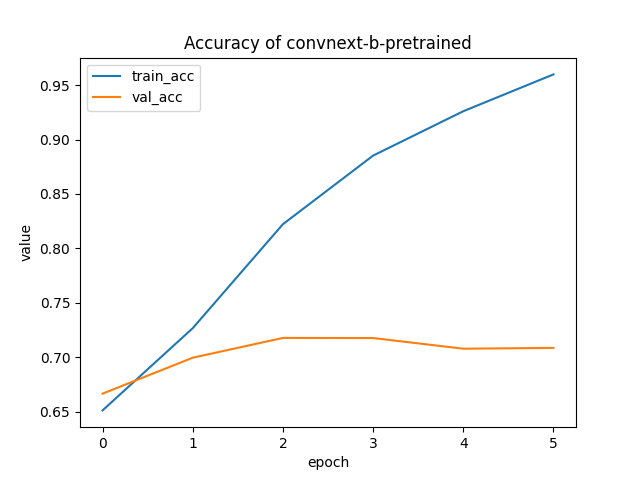 Accuracy of convnext-b-pretrained
train_acc
val_acc
value
0.95
0.90
0.85
0.80
0.75
0.70
0.65
0 1 2 3 4 5
epoch